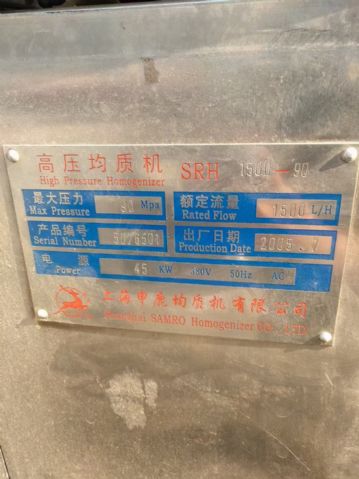 高压均质机 SRH 1500-90
High Pressure Homogenizer
最大压力 Mpa 额定流量 1500 L/H
Max Pressure Rated Flow
产品编号 出厂日期 2005.7
Serial Number Production Date
电 源 45 KW 380V 50Hz AC
Power
上海申鹿均质机有限公司
Shanghai SAMRO Homogenizer Co., LTD